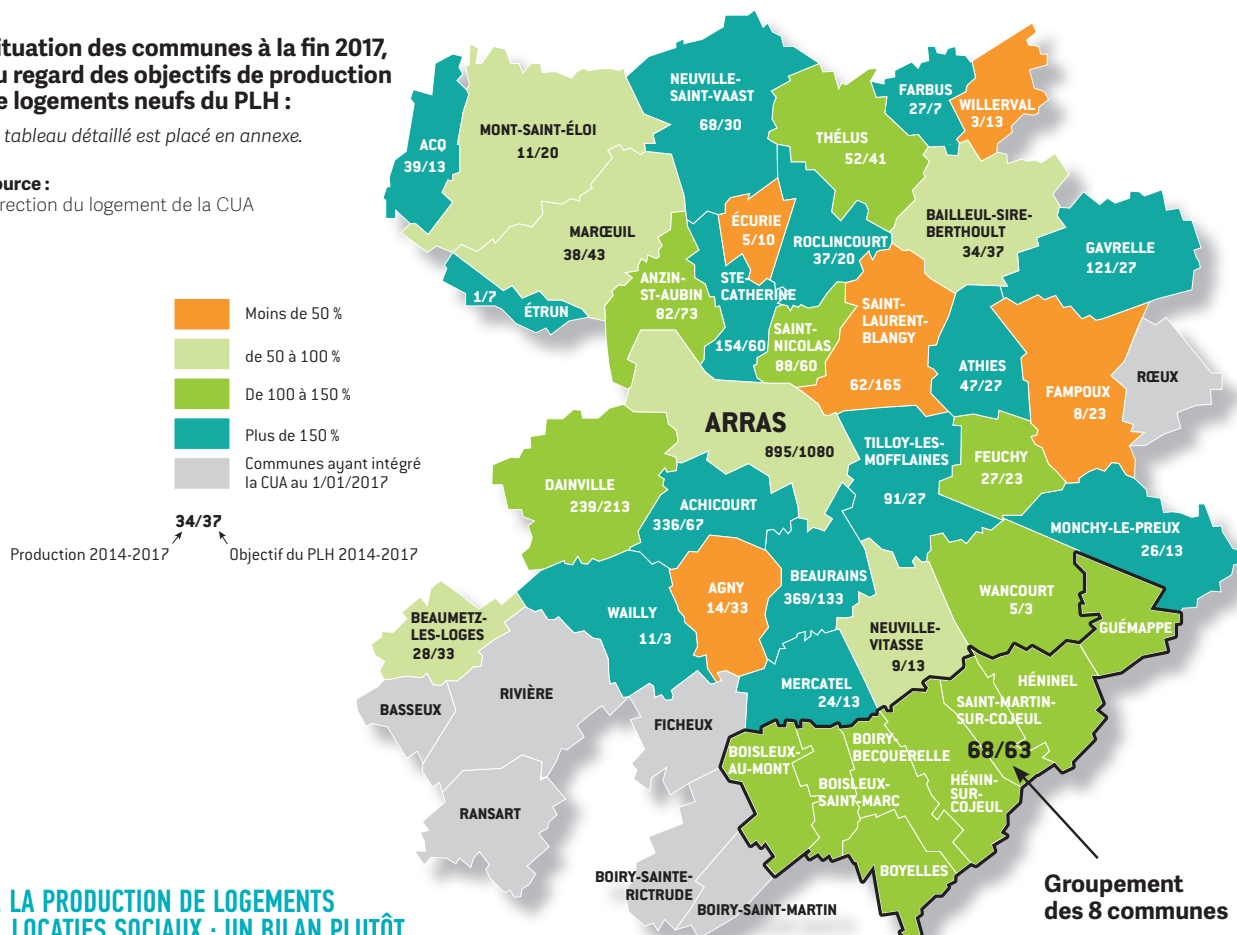 ituation des communes à la fin 2017,
u regard des objectifs de production
e logements neufs du PLH :
tableau détaillé est placé en annexe.
ource :
rection du logement de la CUA
Moins de 50 %
de 50 à 100 %
De 100 à 150 %
Plus de 150 %
Communes ayant intégré
la CUA au 1/01/2017
34/37
Production 2014-2017
Objectif du PLH 2014-2017
ACQ
39/13
MONT-SAINT-ÉLOI
11/20
NEUVILLE-
SAINT-VAAST
68/30
THÉLUS
52/41
FARBUS
27/7
WILLERVAL
3/13
MARŒUIL
38/43
ÉCURIE
5/10
ROCLINCOURT
37/20
BAILLEUL-SIRE-
BERTHOULT
34/37
GAVRELLE
121/27
1/7
ÉTRUN
ANZIN-
ST-AUBIN
82/73
STE-
CATHERINE
154/60
SAINT-
NICOLAS
88/60
SAINT-
LAURENT-
BLANGY
62/165
ATHIES
47/27
FAMPOUX
8/23
RŒUX
ARRAS
895/1080
DAINVILLE
239/213
ACHICOURT
336/67
TILLOY-LES-
MOFFLAINES
91/27
FEUCHY
27/23
MONCHY-LE-PREUX
26/13
BEAUMETZ-
LES-LOGES
28/33
WAILLY
11/3
AGNY
14/33
BEAURAINS
369/133
NEUVILLE-
VITASSE
9/13
WANCOURT
5/3
GUÉMAPPE
BASSEUX
RIVIÈRE
FICHEUX
MERCATEL
24/13
HÉNINEL
SAINT-MARTIN-
SUR-COJEUL
68/63
BOISLEUX-
AU-MONT
BOIRY-
BECQUERELLE
BOISLEUX-
SAINT-MARC
HÉNIN-
SUR-
COJEUL
RANSART
BOYELLES
BOIRY-SAINTE-
RICTRUDE
BOIRY-SAINT-MARTIN
Groupement
des 8 communes
LA PRODUCTION DE LOGEMENTS
LOCATIFS SOCIAUX : UN BILAN PLUTÔT